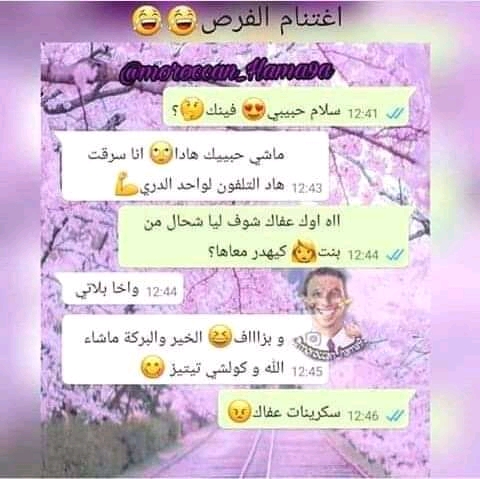 اغتنام الفرص😂😂
@moroccan_Hamada
سلام حبيبي😍 فينك🤔؟
12:41
ماشي حبيبك هادا🙄 انا سرقت
هاد التلفون لواحد الدري💪
12:43
ااه اوك عفاك شوف ليا شحال من
بنت👩 كيهدر معاها؟
12:44
واخا بلاتي
12:44
و بزاااف😆 الخير والبركة ماشاء
الله و كولشي تيتيز😋
12:45
سكرينات عفاك😠
12:46